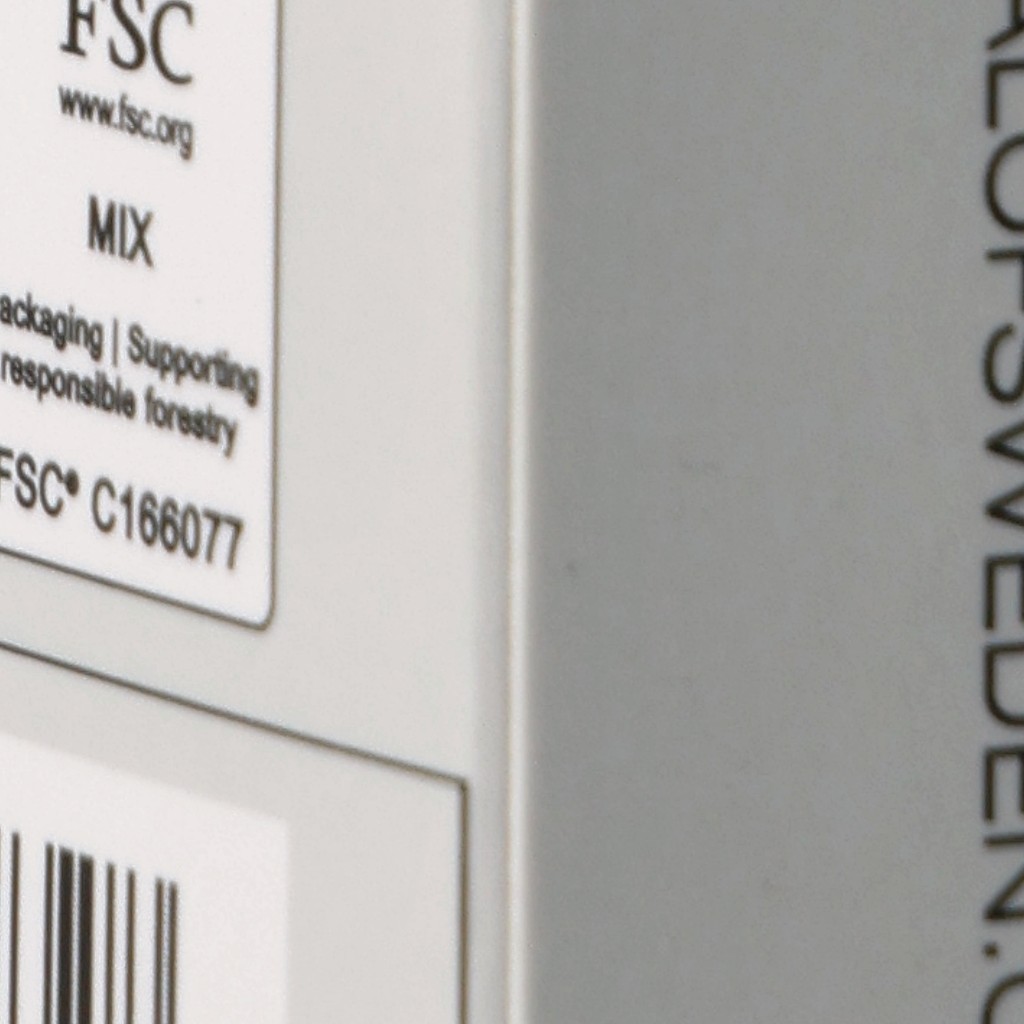 FSC
www.fsc.org
MIX
ackaging | Supporting
responsible forestry
FSC® C166077
ALOFSWEDEN.C